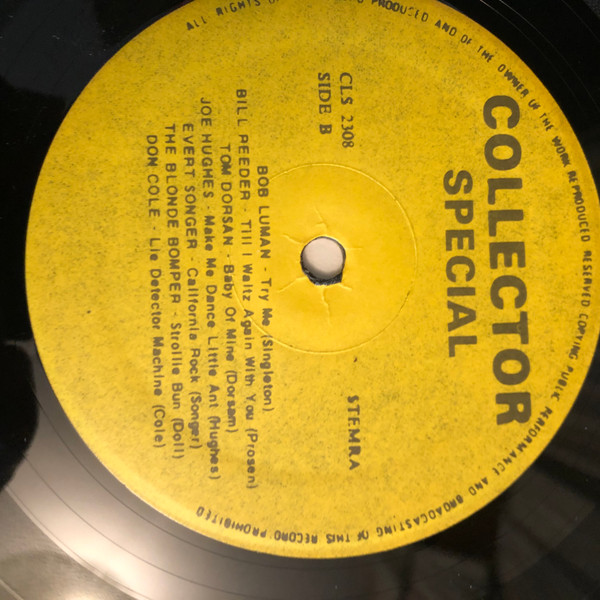 COLLECTOR
SPECIAL
CLS 2308
SIDE B
STEMRA
BOB LUMAN - Try Me (Singleton)
BILL REEDER - Till I Waltz Again With You (Prosen)
TOM DORSAN - Baby Of Mine (Dorsam)
JOE HUGHES - Make Me Dance Little Ant (Hughes)
EVERT SONGER - California Rock (Songer)
THE BLONDE BOMPER - Strollie Bun (Doll)
DON COLE - Lie Detector Machine (Cole)
ALL RIGHTS OF PRODUCED AND OF THE OWNER OF THE WORK REPRODUCED RESERVED COPYING PUBLIC PERFORMANCE AND BROADCASTING OF THIS RECORD PROHIBITED